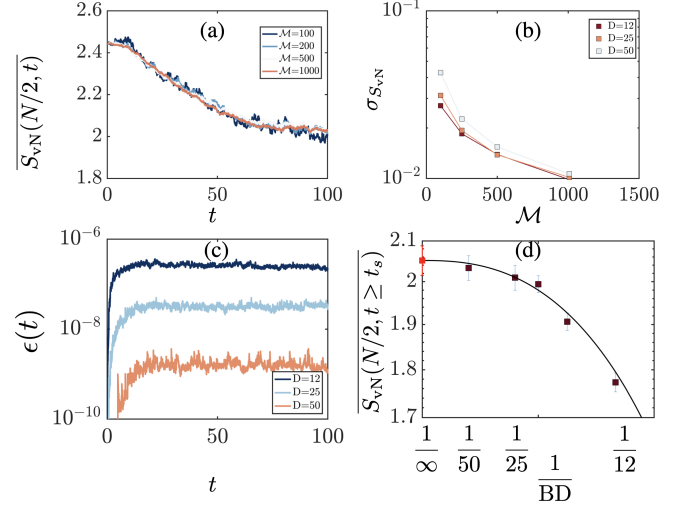 (a)
2.6
2.4
2.2
2
1.8
0
50
100
t
S_vN(N/2, t)
M=100
M=200
M=500
M=1000
(b)
10^-1
10^-2
0
500
1000
1500
M
σ_{S_vN}
D=12
D=25
D=50
(c)
10^-6
10^-8
10^-10
0
50
100
t
ϵ(t)
D=12
D=25
D=50
(d)
2.1
2
1.9
1.8
1.7
S_vN(N/2, t ≥ t_s)
1/∞
1/50
1/25
1/BD
1/12